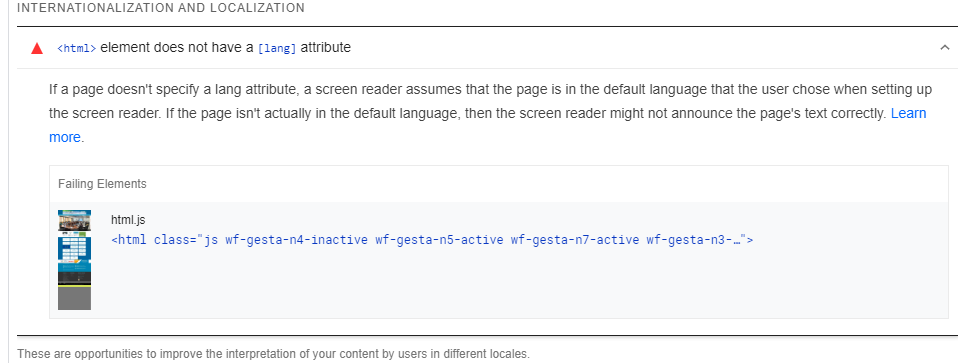 INTERNATIONALIZATION AND LOCALIZATION
<html> element does not have a [lang] attribute
If a page doesn't specify a lang attribute, a screen reader assumes that the page is in the default language that the user chose when setting up
the screen reader. If the page isn't actually in the default language, then the screen reader might not announce the page's text correctly. Learn
more.
Failing Elements
html.js
<html class="js wf-gesta-n4-inactive wf-gesta-n5-active wf-gesta-n7-active wf-gesta-n3-…">
These are opportunities to improve the interpretation of your content by users in different locales.